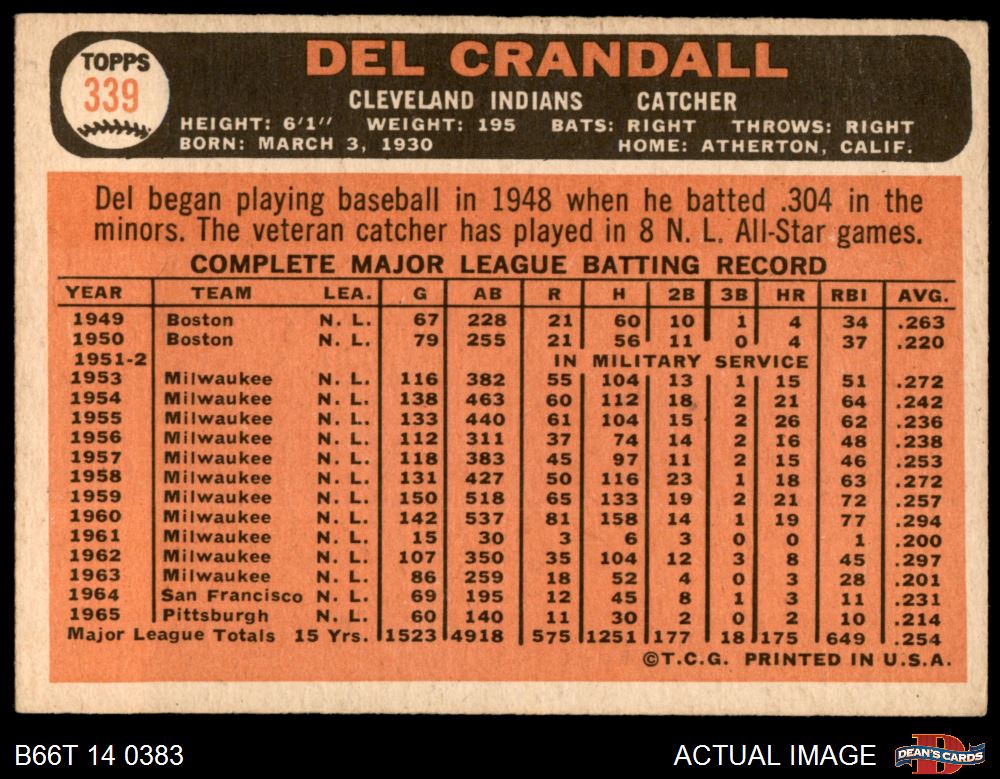 TOPPS
339
DEL CRANDALL
CLEVELAND INDIANS CATCHER
HEIGHT: 6'1" WEIGHT: 195 BATS: RIGHT THROWS: RIGHT
BORN: MARCH 3, 1930 HOME: ATHERTON, CALIF.
Del began playing baseball in 1948 when he batted .304 in the
minors. The veteran catcher has played in 8 N. L. All-Star games.
COMPLETE MAJOR LEAGUE BATTING RECORD
YEAR TEAM LEA. G AB R H 2B 3B HR RBI AVG.
1949 Boston N. L. 67 228 21 60 10 1 4 34 .263
1950 Boston N. L. 79 255 21 56 11 0 4 37 .220
1951-2 IN MILITARY SERVICE
1953 Milwaukee N. L. 116 382 55 104 13 1 15 51 .272
1954 Milwaukee N. L. 138 463 60 112 18 2 21 64 .242
1955 Milwaukee N. L. 133 440 61 104 15 2 26 62 .236
1956 Milwaukee N. L. 112 311 37 74 14 2 16 48 .238
1957 Milwaukee N. L. 118 383 45 97 11 2 15 46 .253
1958 Milwaukee N. L. 131 427 50 116 23 1 18 63 .272
1959 Milwaukee N. L. 150 518 65 133 19 2 21 72 .257
1960 Milwaukee N. L. 142 537 81 158 14 1 19 77 .294
1961 Milwaukee N. L. 15 30 3 6 3 0 0 1 .200
1962 Milwaukee N. L. 107 350 35 104 12 3 8 45 .297
1963 Milwaukee N. L. 86 259 18 52 4 0 3 28 .201
1964 San Francisco N. L. 69 195 12 45 8 1 3 11 .231
1965 Pittsburgh N. L. 60 140 11 30 2 0 2 10 .214
Major League Totals 15 Yrs. 1523 4918 575 1251 177 18 175 649 .254
©T.C.G. PRINTED IN U.S.A.
B66T 14 0383 ACTUAL IMAGE DEAN'S CARDS